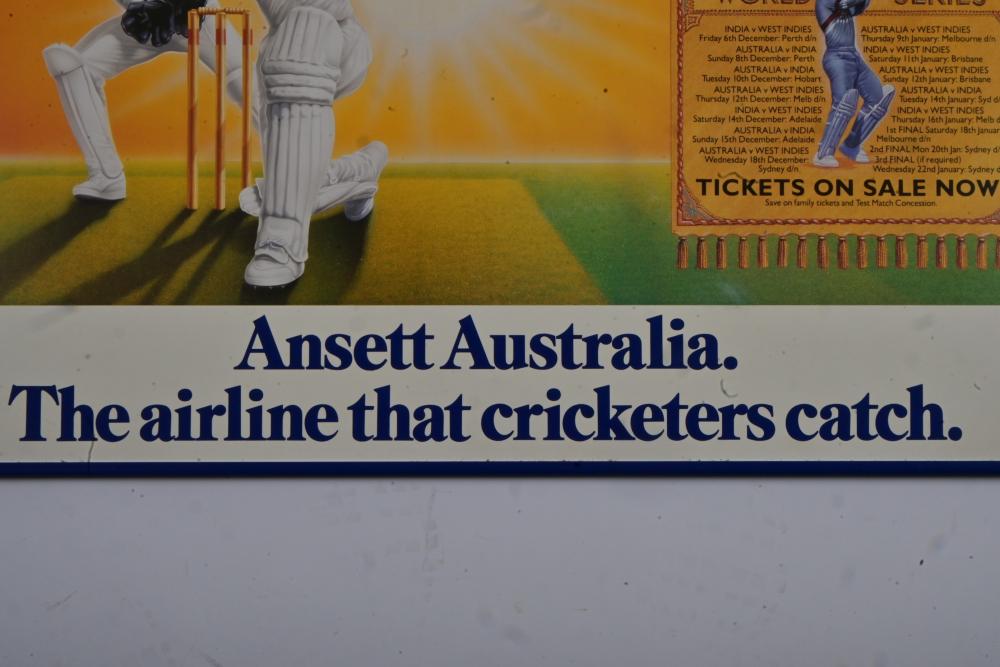 WORLD SERIES
INDIA v WEST INDIES
Friday 6th December: Perth d/n
AUSTRALIA v INDIA
Sunday 8th December: Perth
AUSTRALIA v INDIA
Tuesday 10th December: Hobart
AUSTRALIA v WEST INDIES
Thursday 12th December: Melb d/n
INDIA v WEST INDIES
Saturday 14th December: Adelaide
AUSTRALIA v INDIA
Sunday 15th December: Adelaide
AUSTRALIA v WEST INDIES
Wednesday 18th December:
Sydney d/n.
AUSTRALIA v WEST INDIES
Thursday 9th January: Melbourne d/n.
INDIA v WEST INDIES
Saturday 11th January: Brisbane
AUSTRALIA v WEST INDIES
Sunday 12th January: Brisbane
AUSTRALIA v INDIA
Tuesday 14th January: Syd d/
INDIA v WEST INDIES
Thursday 16th January: Melb d
1st FINAL Saturday 18th Januar
Melbourne d/n
2nd FINAL Mon 20th Jan: Sydney d/
3rd FINAL (if required)
Wednesday 22nd January: Sydney d
TICKETS ON SALE NOW
Save on family tickets and Test Match Concession.
Ansett Australia.
The airline that cricketers catch.